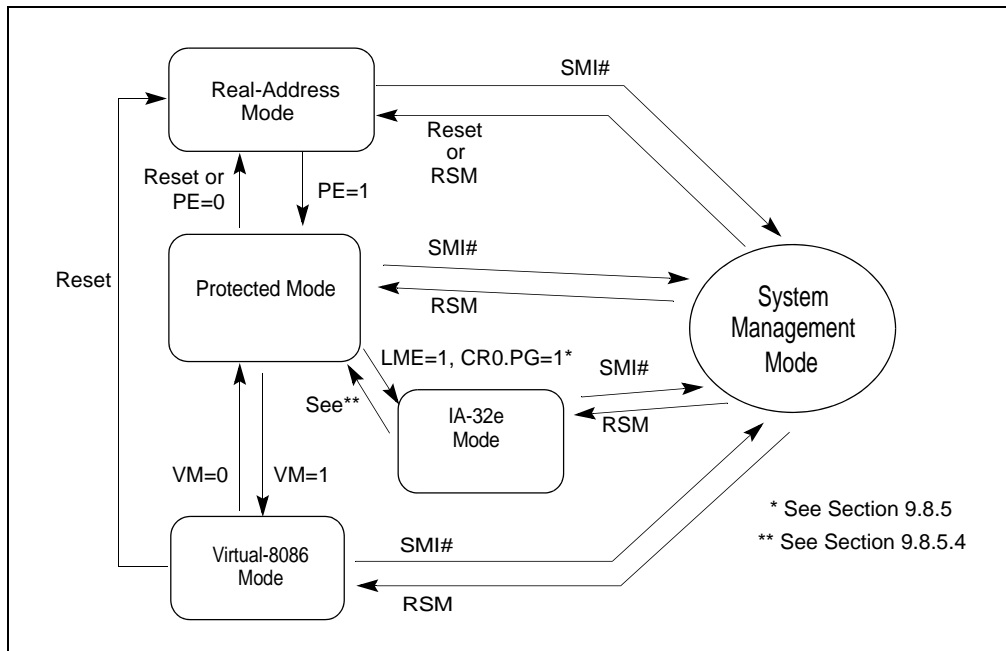 SMI#
Real-Address
Mode
Reset
or
RSM
Reset or
PE=0
PE=1
SMI#
Reset
Protected Mode
RSM
System
Management
Mode
LME=1, CR0.PG=1*
SMI#
See**
IA-32e
Mode
RSM
VM=0
VM=1
* See Section 9.8.5
** See Section 9.8.5.4
Virtual-8086
Mode
SMI#
RSM